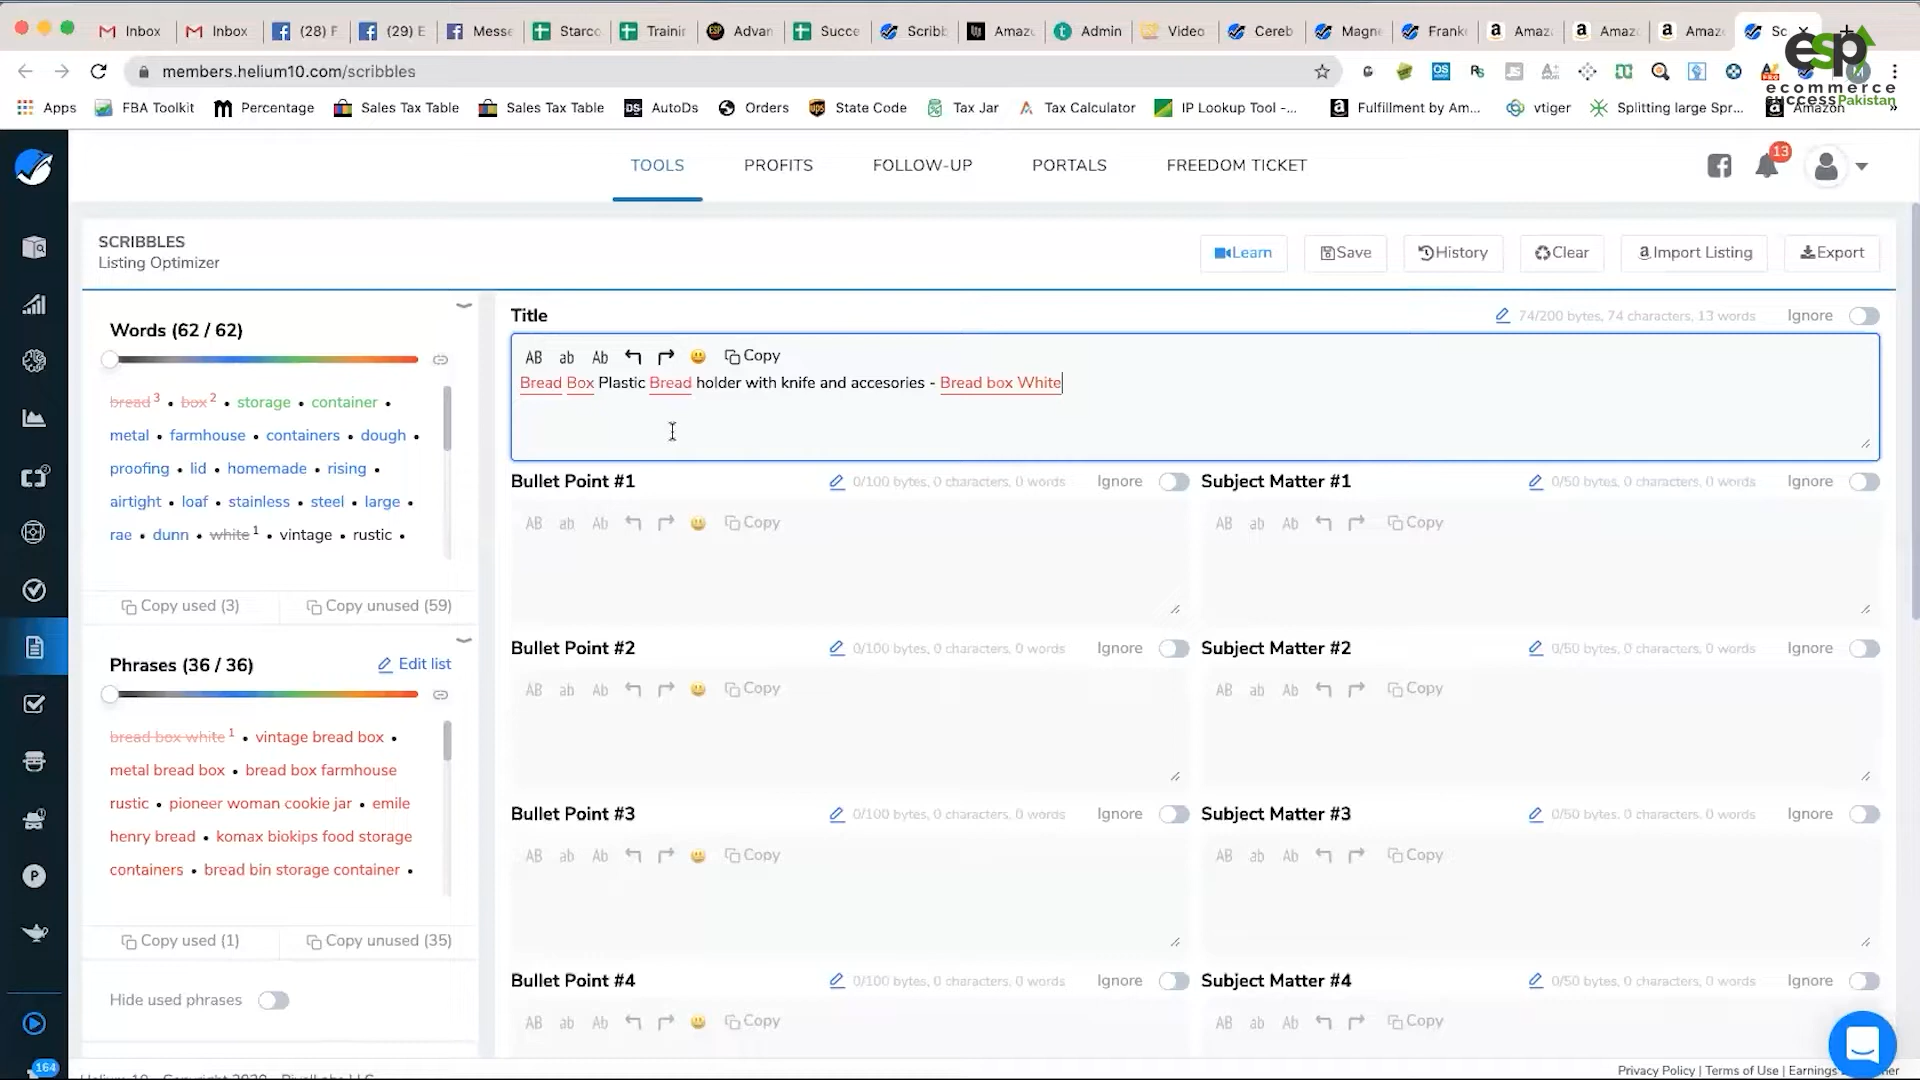 Inbox Inbox (28) F (29) E Messe Starco Trainin Advan Succe Scribb Amaz Admin Video Cereb Magn Frank Amaz Amaz Amaz Sc
members.helium10.com/scribbles
esp
ecommerce
successPakistan
Apps FBA Toolkit Percentage Sales Tax Table Sales Tax Table AutoDs Orders State Code Tax Jar Tax Calculator IP Lookup Tool -... Fulfillment by Am... vtiger Splitting large Spr... Amazon »
TOOLS PROFITS FOLLOW-UP PORTALS FREEDOM TICKET 13
SCRIBBLES
Listing Optimizer
Learn Save History Clear Import Listing Export
Words (62 / 62)
bread 3 • box 2 • storage • container •
metal • farmhouse • containers • dough •
proofing • lid • homemade • rising •
airtight • loaf • stainless • steel • large •
rae • dunn • white 1 • vintage • rustic •
Copy used (3) Copy unused (59)
Phrases (36 / 36) Edit list
bread box white 1 • vintage bread box •
metal bread box • bread box farmhouse
rustic • pioneer woman cookie jar • emile
henry bread • komax biokips food storage
containers • bread bin storage container •
Copy used (1) Copy unused (35)
Hide used phrases
Title 74/200 bytes, 74 characters, 13 words Ignore
AB ab Ab Copy
Bread Box Plastic Bread holder with knife and accesories - Bread box White
Bullet Point #1 0/100 bytes, 0 characters, 0 words Ignore Subject Matter #1 0/50 bytes, 0 characters, 0 words Ignore
AB ab Ab Copy AB ab Ab Copy
Bullet Point #2 0/100 bytes, 0 characters, 0 words Ignore Subject Matter #2 0/50 bytes, 0 characters, 0 words Ignore
AB ab Ab Copy AB ab Ab Copy
Bullet Point #3 0/100 bytes, 0 characters, 0 words Ignore Subject Matter #3 0/50 bytes, 0 characters, 0 words Ignore
AB ab Ab Copy AB ab Ab Copy
Bullet Point #4 0/100 bytes, 0 characters, 0 words Ignore Subject Matter #4 0/50 bytes, 0 characters, 0 words Ignore
AB ab Ab Copy AB ab Ab Copy
164
Privacy Policy | Terms of Use | Earnings